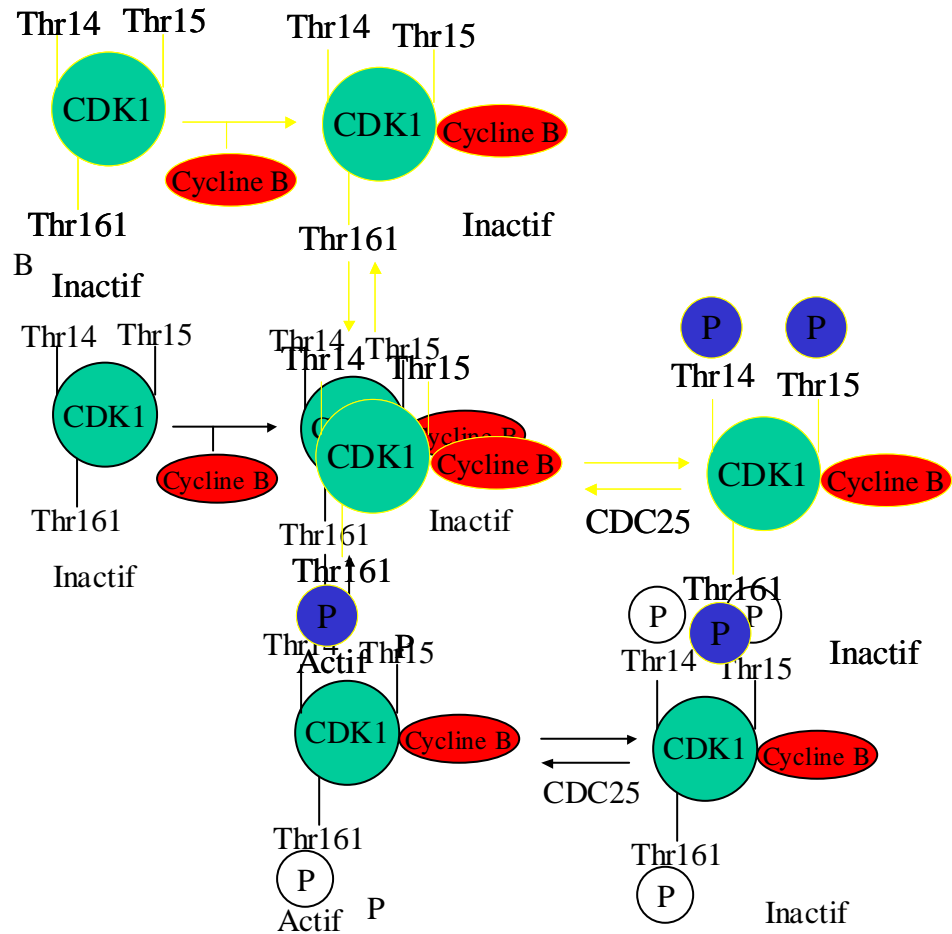 Thr14 Thr15
Thr14 Thr15
CDK1
CDK1
Cycline B
Cycline B
Thr161
Inactif
Thr161
B
Inactif
P P
Thr14 Thr15
Thr14 Thr15
Thr14 Thr15
Thr14 Thr15
CDK1
Cycline B
CDK1 Cycline B
CDK1 Cycline B
Cycline B
CDC25
Thr161
Inactif
Thr161
Inactif
Thr161
Thr161
P
P P
P
Thr14 Thr15
P
Actif
Thr14 Thr15
Inactif
CDK1 Cycline B
CDK1 Cycline B
CDC25
Thr161
Thr161
P
P
Actif P
Inactif